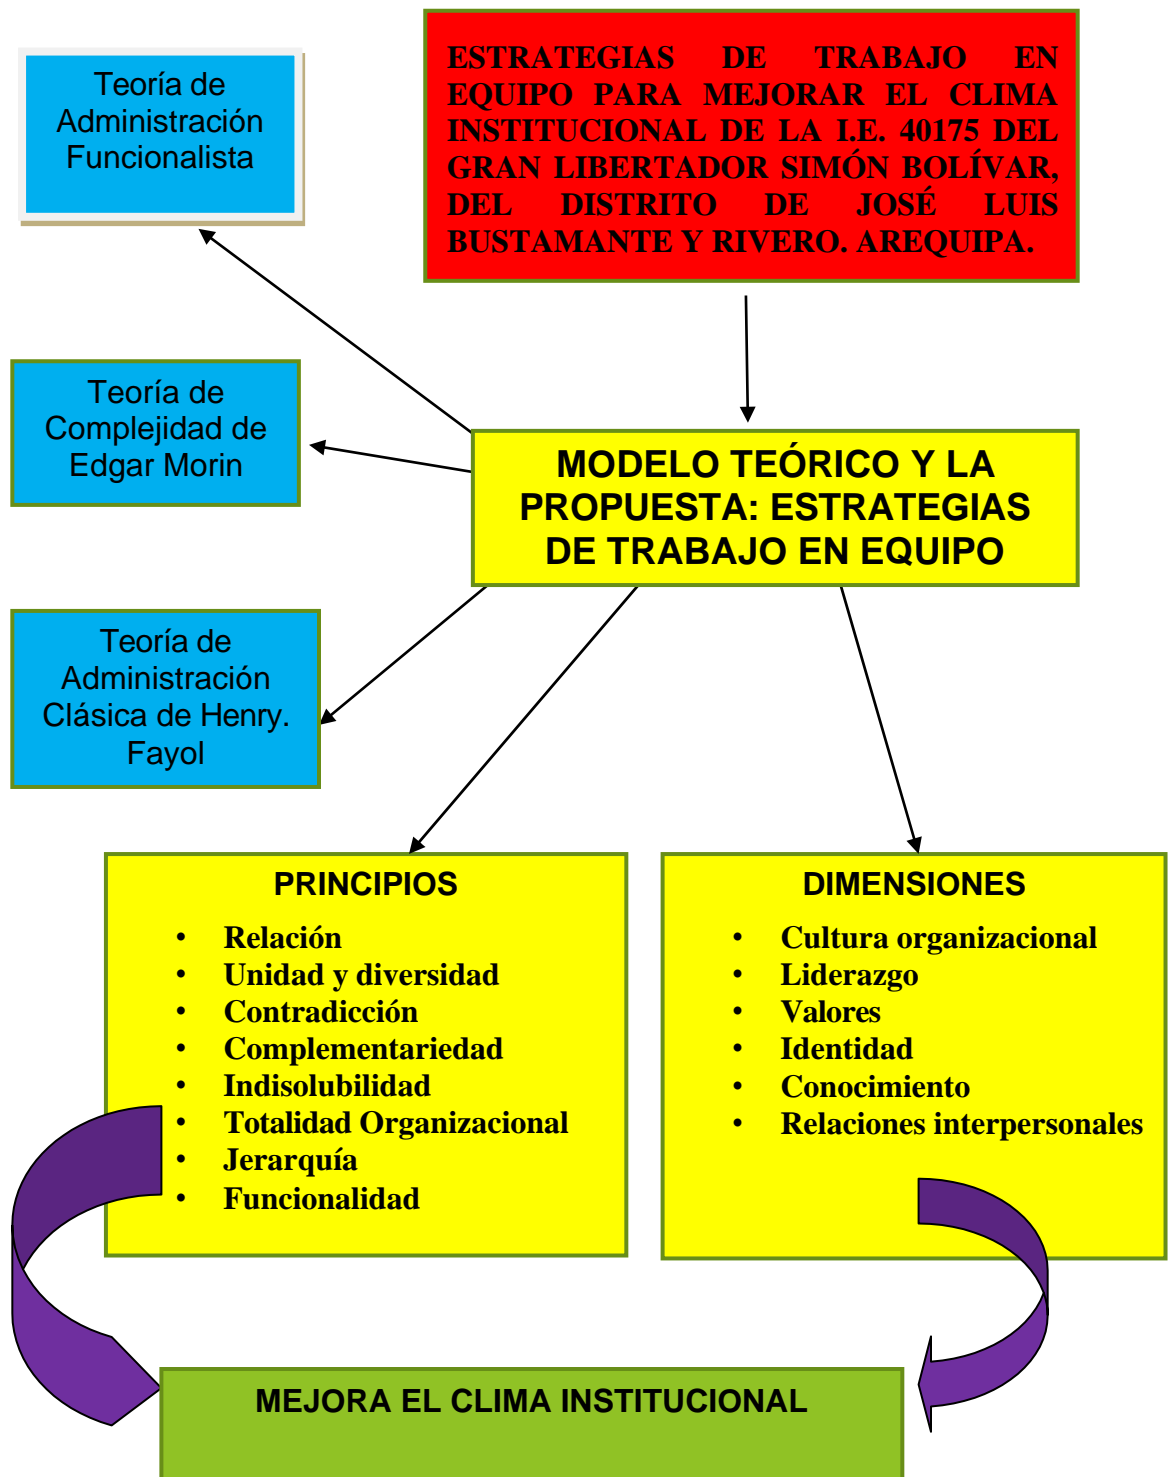 Teoría de
Administración
Funcionalista
ESTRATEGIAS DE TRABAJO EN
EQUIPO PARA MEJORAR EL CLIMA
INSTITUCIONAL DE LA I.E. 40175 DEL
GRAN LIBERTADOR SIMÓN BOLÍVAR,
DEL DISTRITO DE JOSÉ LUIS
BUSTAMANTE Y RIVERO. AREQUIPA.
Teoría de
Complejidad de
Edgar Morin
MODELO TEÓRICO Y LA
PROPUESTA: ESTRATEGIAS
DE TRABAJO EN EQUIPO
Teoría de
Administración
Clásica de Henry.
Fayol
PRINCIPIOS
• Relación
• Unidad y diversidad
• Contradicción
• Complementariedad
• Indisolubilidad
• Totalidad Organizacional
• Jerarquía
• Funcionalidad
DIMENSIONES
• Cultura organizacional
• Liderazgo
• Valores
• Identidad
• Conocimiento
• Relaciones interpersonales
MEJORA EL CLIMA INSTITUCIONAL